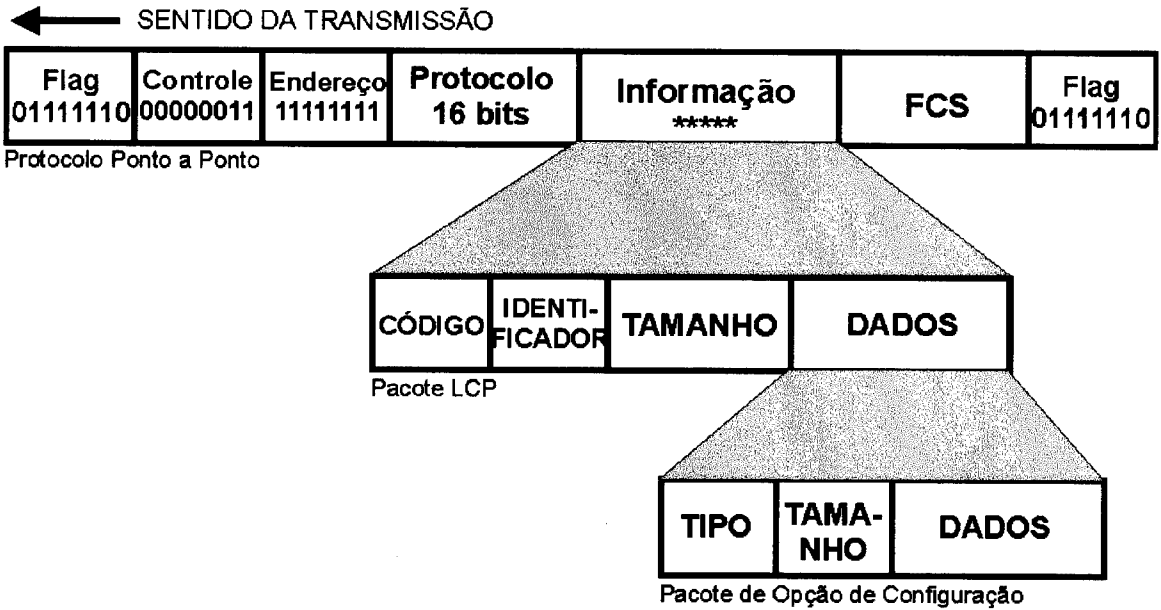 SENTIDO DA TRANSMISSÃO
Flag
01111110
Controle
00000011
Endereço
11111111
Protocolo
16 bits
Informação
*****
FCS
Flag
01111110
Protocolo Ponto a Ponto
CÓDIGO
IDENTI-
FICADOR
TAMANHO
DADOS
Pacote LCP
TIPO
TAMA-
NHO
DADOS
Pacote de Opção de Configuração